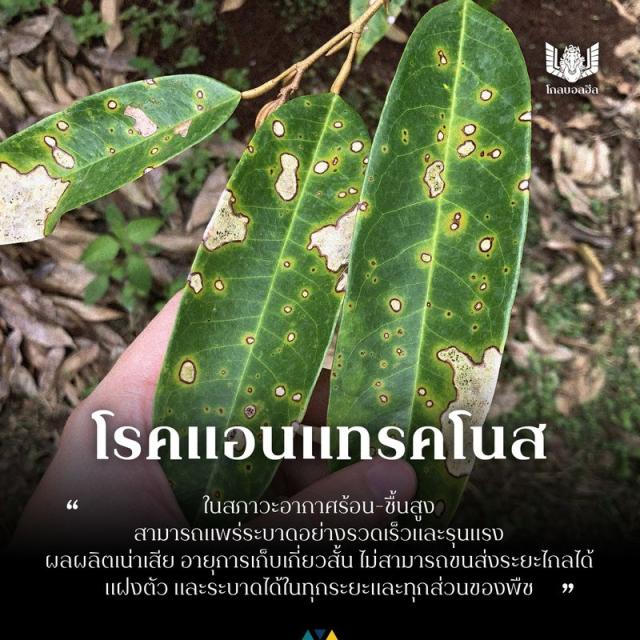 โกลบอลฮีล
โรคแอนแทรคโนส
“ ในสภาวะอากาศร้อน-ชื้นสูง
สามารถแพร่ระบาดอย่างรวดเร็วและรุนแรง
ผลผลิตเน่าเสีย อายุการเก็บเกี่ยวสั้น ไม่สามารถขนส่งระยะไกลได้
แฝงตัว และระบาดได้ในทุกระยะและทุกส่วนของพืช ”